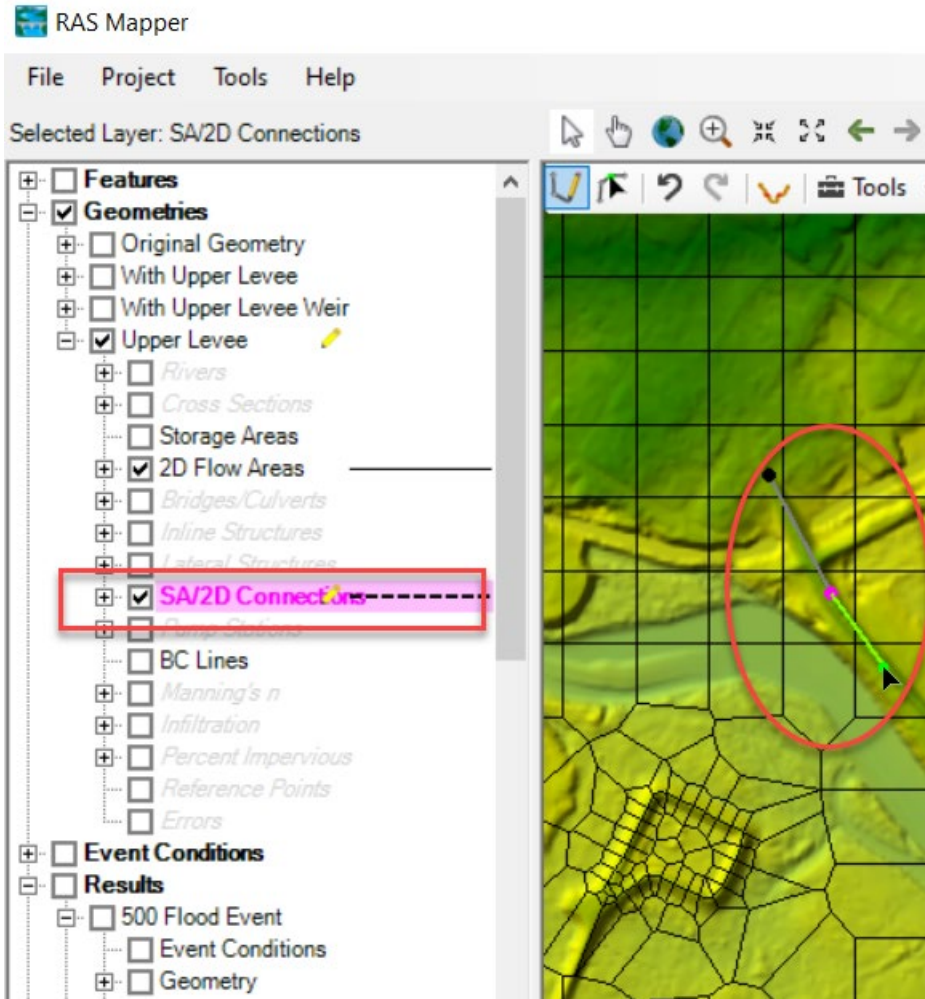 RAS Mapper
File Project Tools Help
Selected Layer: SA/2D Connections
Tools
Features
Geometries
Original Geometry
With Upper Levee
With Upper Levee Weir
Upper Levee
Rivers
Cross Sections
Storage Areas
2D Flow Areas
Bridges/Culverts
Inline Structures
Lateral Structures
SA/2D Connections
Pump Stations
BC Lines
Manning's n
Infiltration
Percent Impervious
Reference Points
Errors
Event Conditions
Results
500 Flood Event
Event Conditions
Geometry